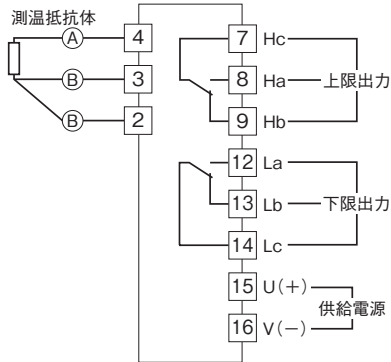 測温抵抗体
A 4
B 3
B 2
7 Hc
8 Ha 上限出力
9 Hb
12 La
13 Lb 下限出力
14 Lc
15 U(+)
供給電源
16 V(−)